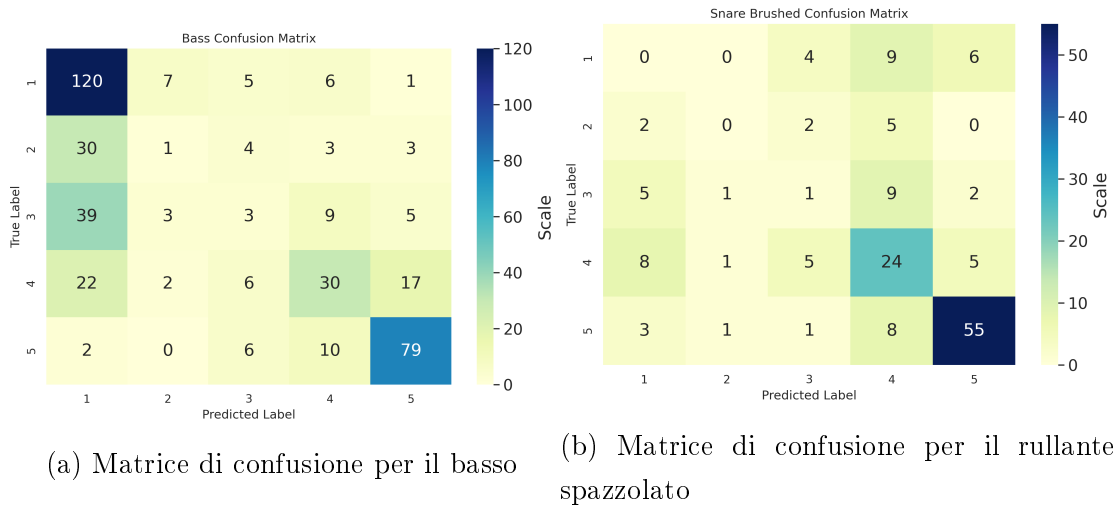 Bass Confusion Matrix
1 120 7 5 6 1
2 30 1 4 3 3
3 39 3 3 9 5
4 22 2 6 30 17
5 2 0 6 10 79
1 2 3 4 5
True Label
Predicted Label
120
100
80
60
40
20
0
Scale
(a) Matrice di confusione per il basso
Snare Brushed Confusion Matrix
1 0 0 4 9 6
2 2 0 2 5 0
3 5 1 1 9 2
4 8 1 5 24 5
5 3 1 1 8 55
1 2 3 4 5
True Label
Predicted Label
50
40
30
20
10
0
Scale
(b) Matrice di confusione per il rullante
spazzolato